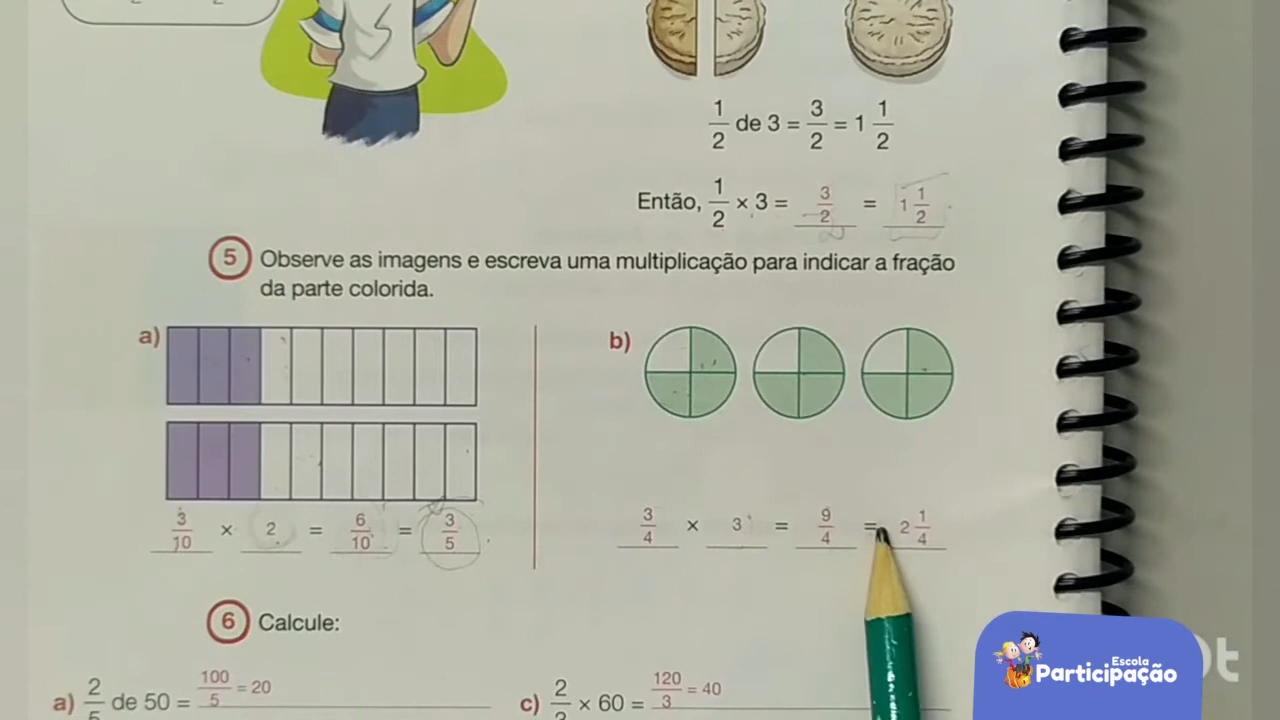 1/2 de 3 = 3/2 = 1 1/2
Então, 1/2 × 3 = 3/2 = 1 1/2
5 Observe as imagens e escreva uma multiplicação para indicar a fração
da parte colorida.
a)
b)
3/10 × 2 = 6/10 = 3/5
3/4 × 3 = 9/4 = 2 1/4
6 Calcule:
a) 2/5 de 50 = 100/5 = 20
c) 2/3 × 60 = 120/3 = 40
Escola
Participação